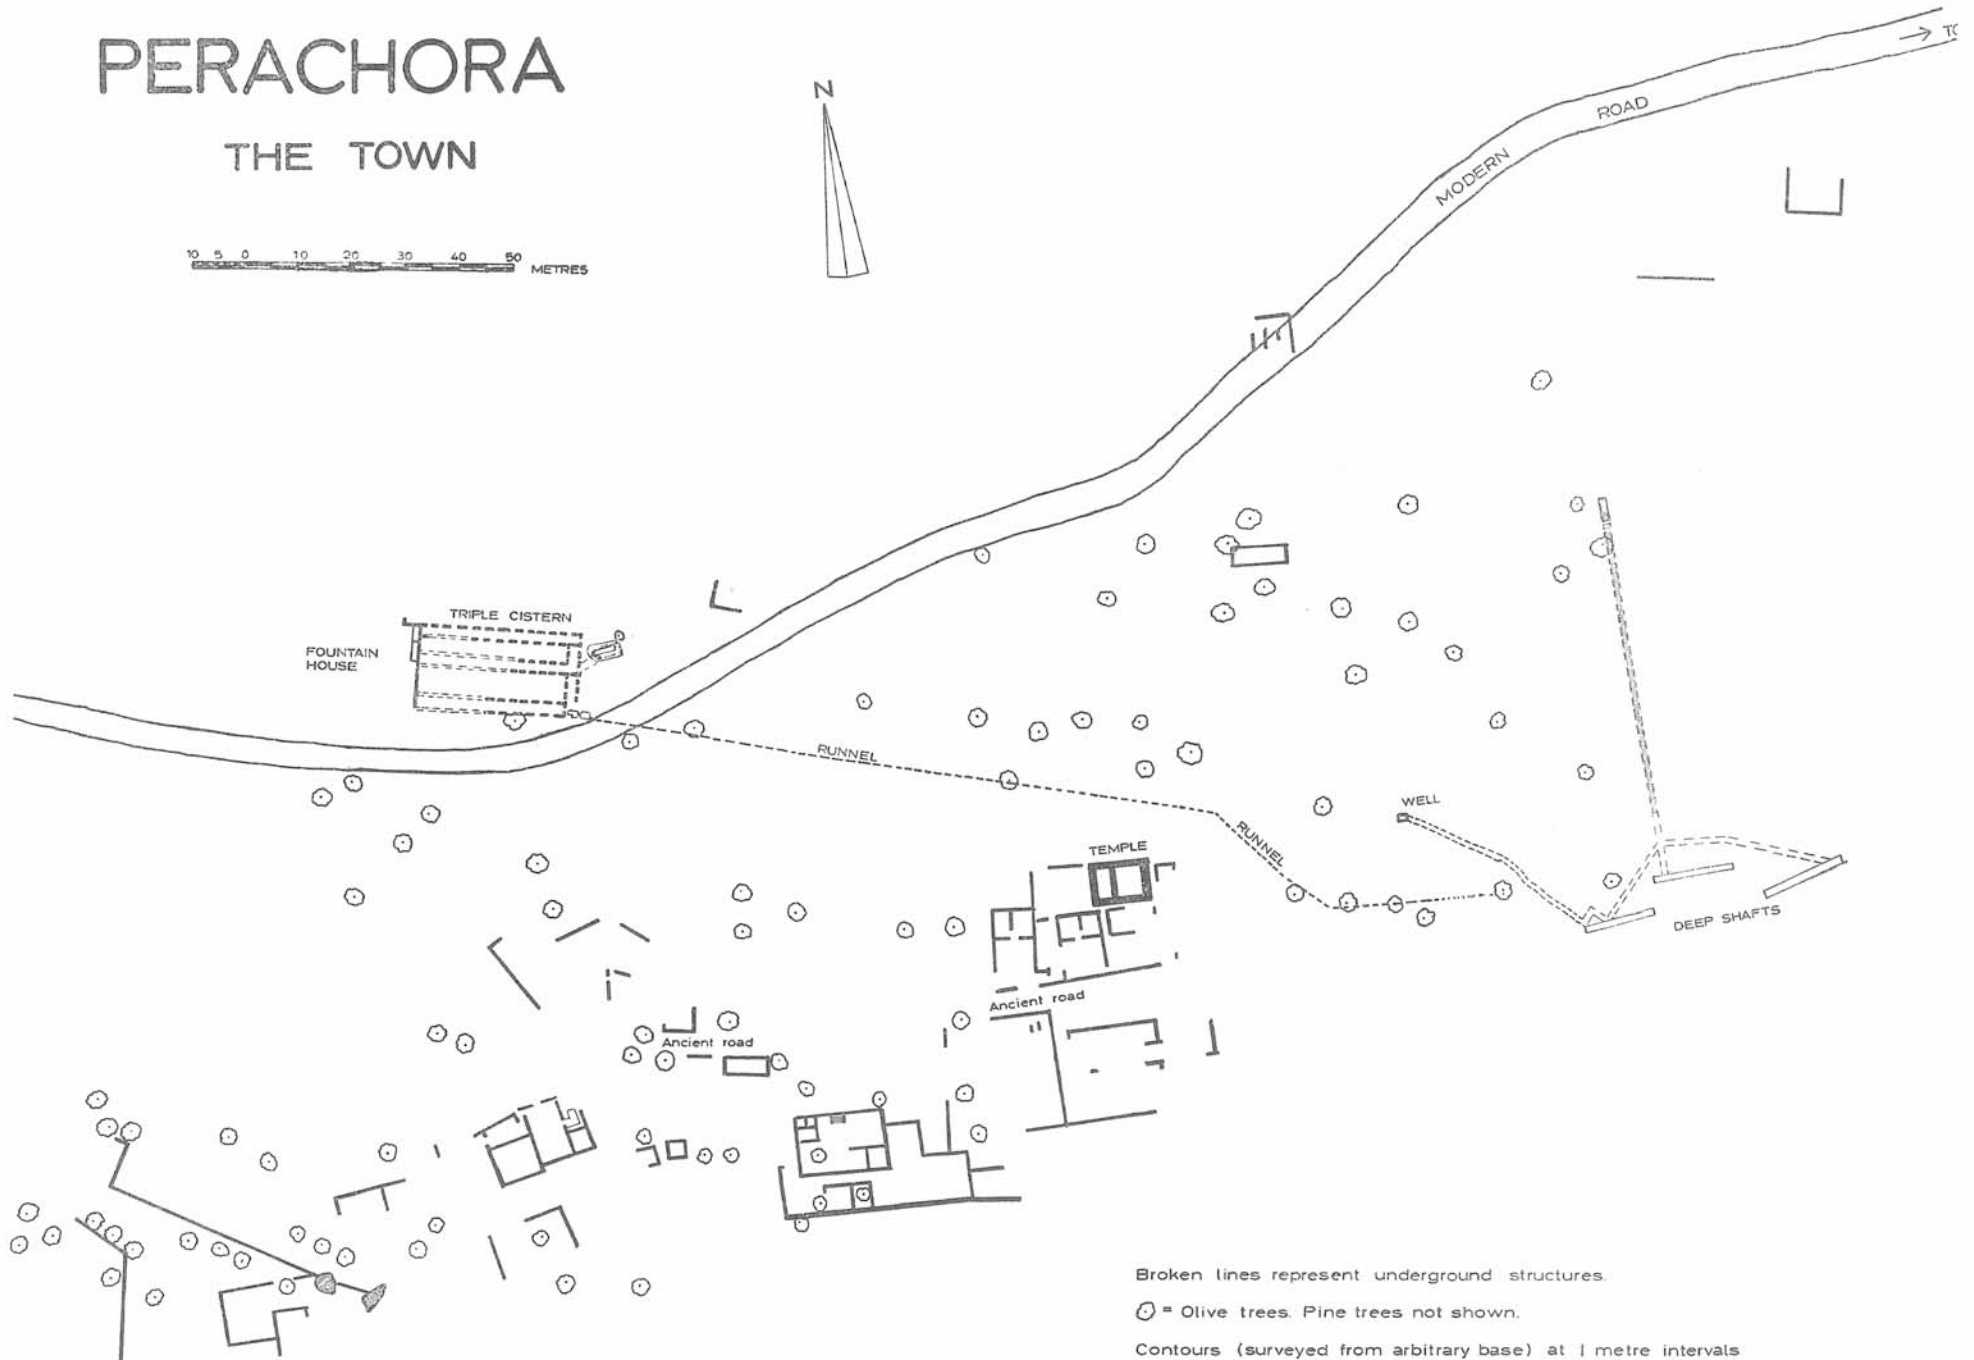 PERACHORA
THE TOWN
N
10 5 0 10 20 30 40 50 METRES
ROAD
MODERN
TRIPLE CISTERN
FOUNTAIN
HOUSE
RUNNEL
RUNNEL
WELL
TEMPLE
DEEP SHAFTS
Ancient road
Ancient road
Broken lines represent underground structures.
= Olive trees. Pine trees not shown.
Contours (surveyed from arbitrary base) at 1 metre intervals